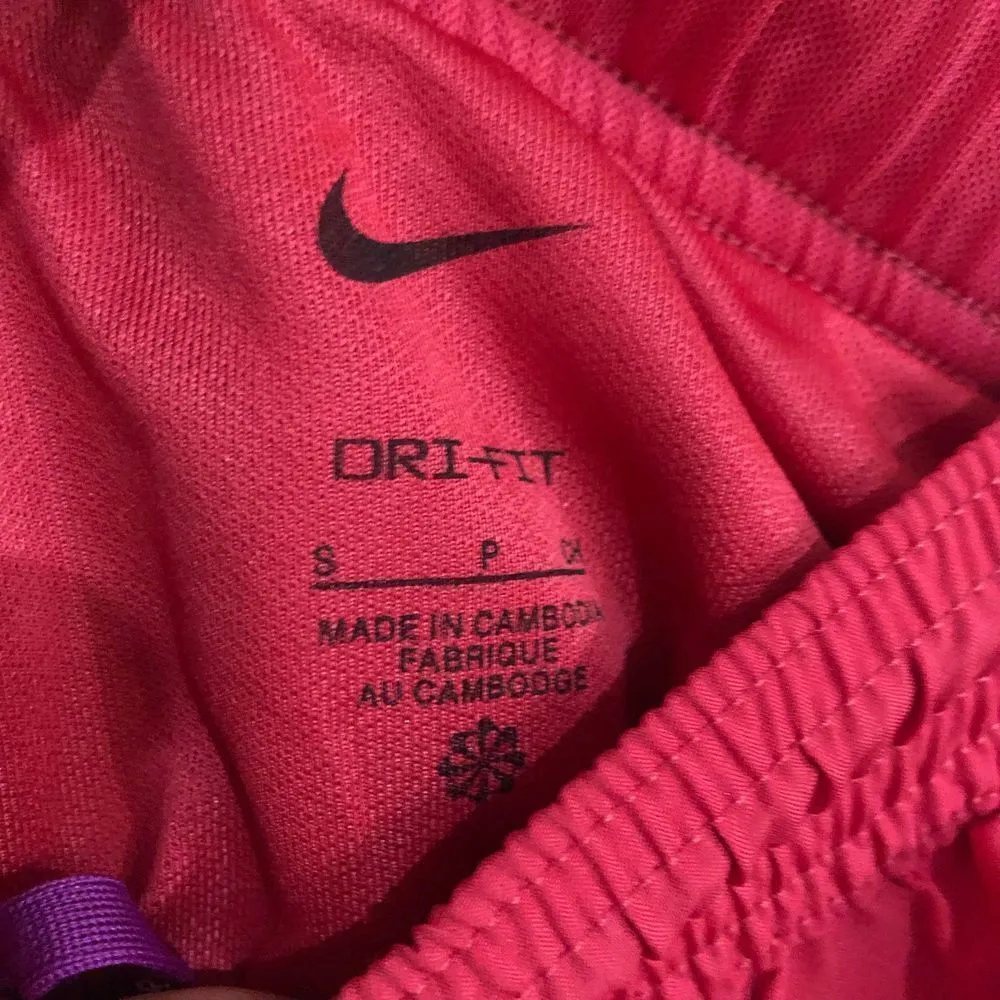 DRI-FIT
S P CH
MADE IN CAMBODIA
FABRIQUE
AU CAMBODGE